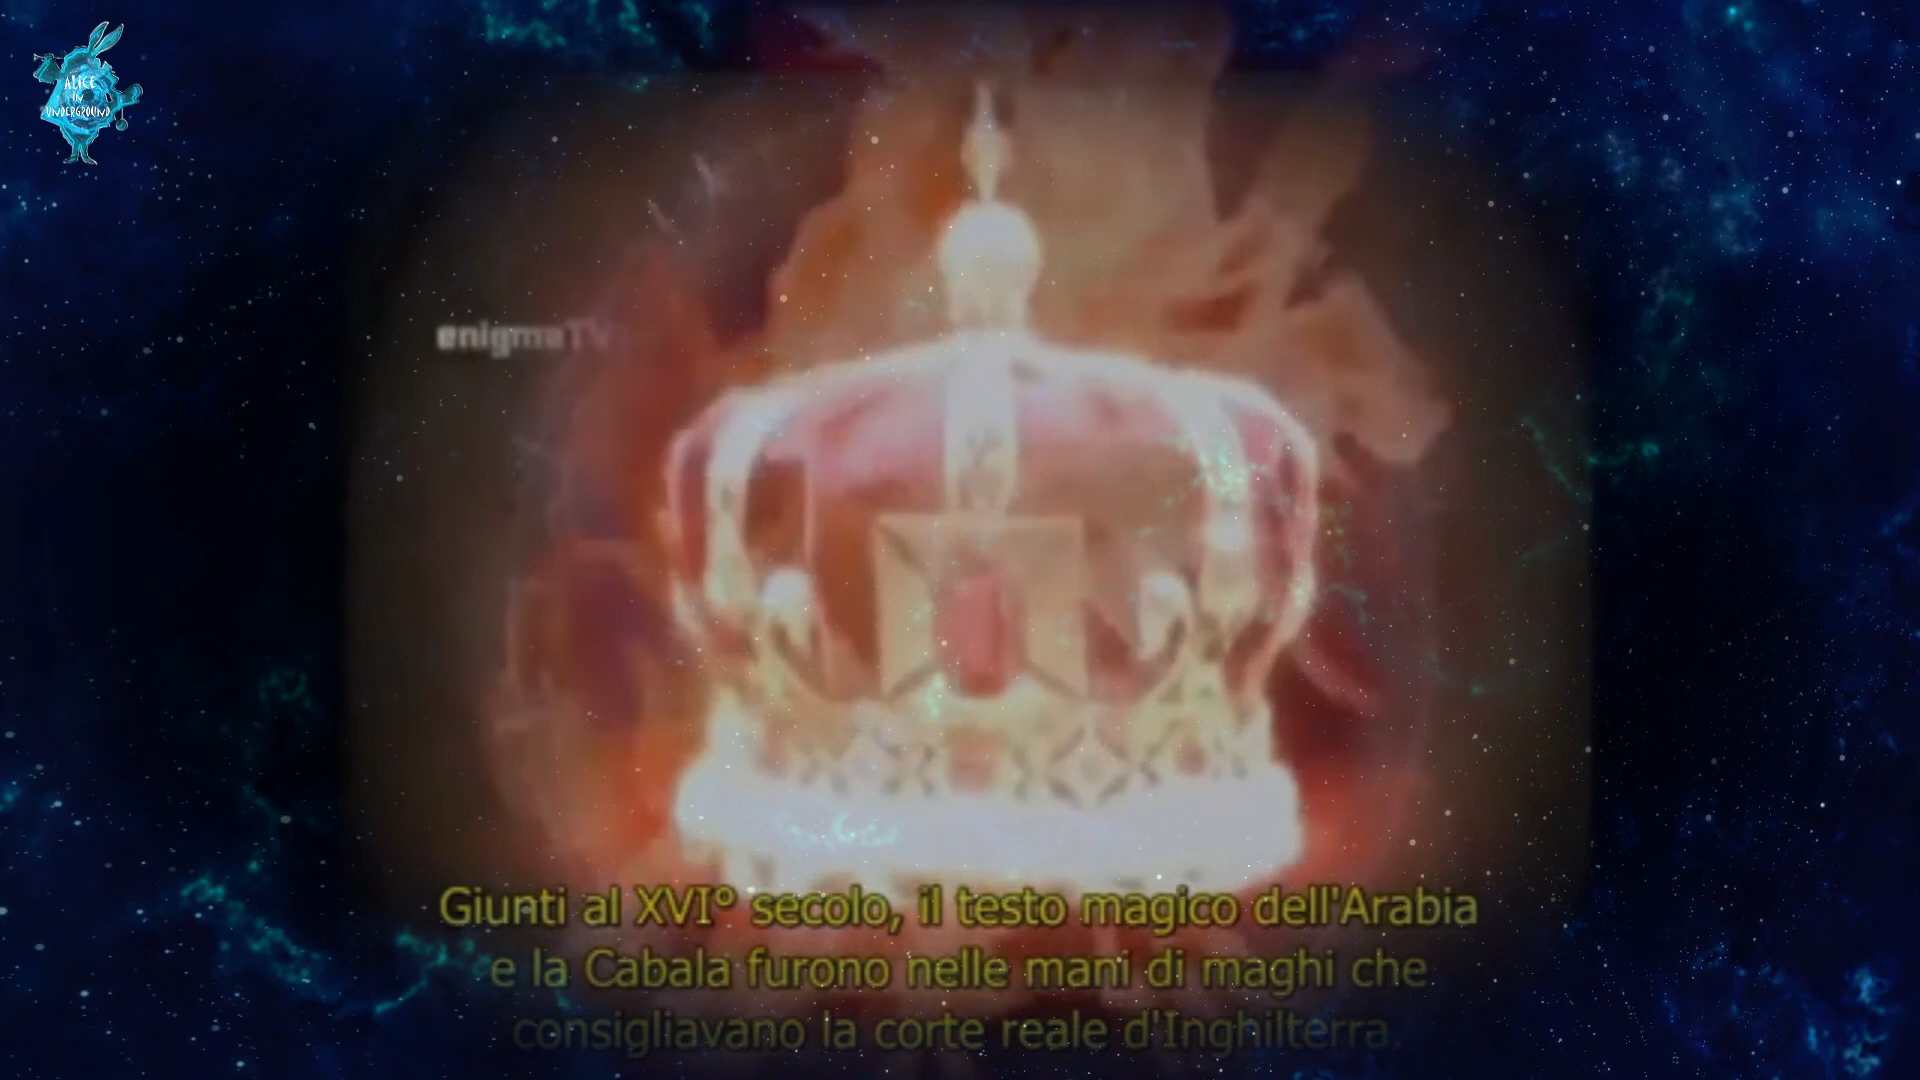 ALICE
IN
UNDERGROUND
enigmaTV
Giunti al XVI° secolo, il testo magico dell'Arabia
e la Cabala furono nelle mani di maghi che
consigliavano la corte reale d'Inghilterra.